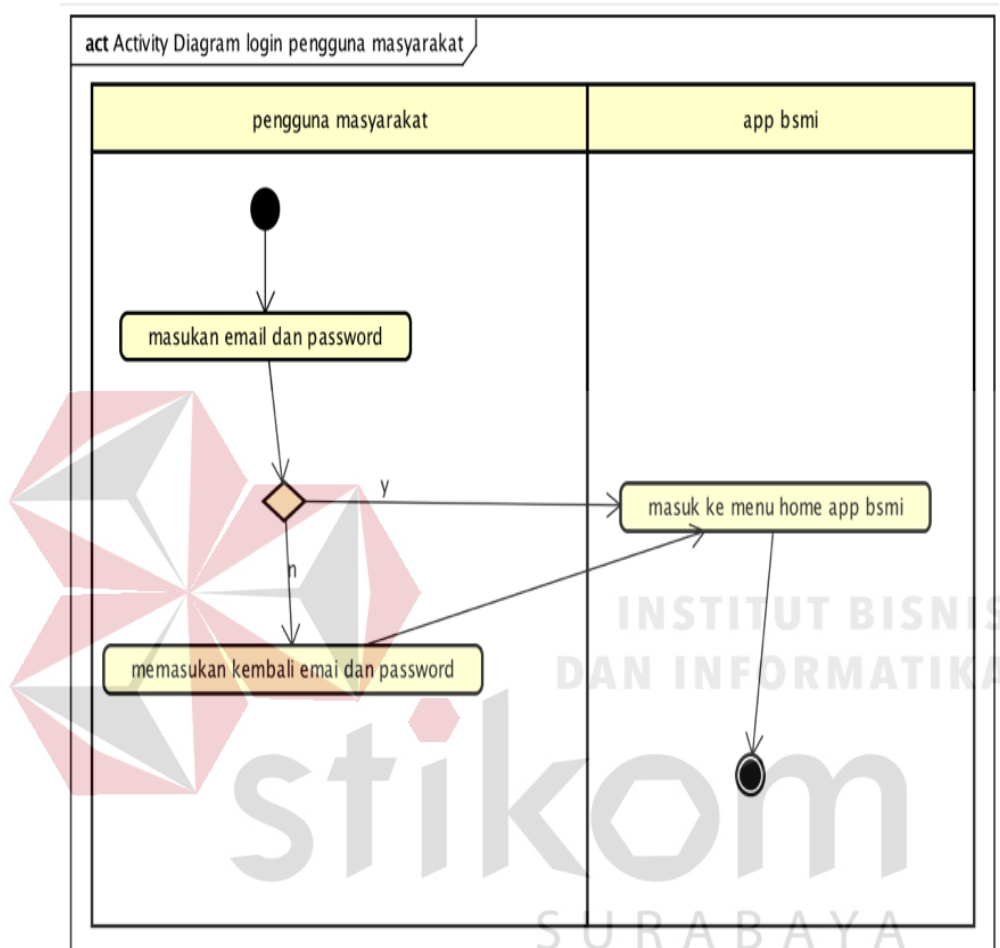 act Activity Diagram login pengguna masyarakat
pengguna masyarakat
app bsmi
masukan email dan password
y
masuk ke menu home app bsmi
n
memasukan kembali emai dan password
INSTITUT BISNIS
DAN INFORMATIKA
stikom
SURABAYA